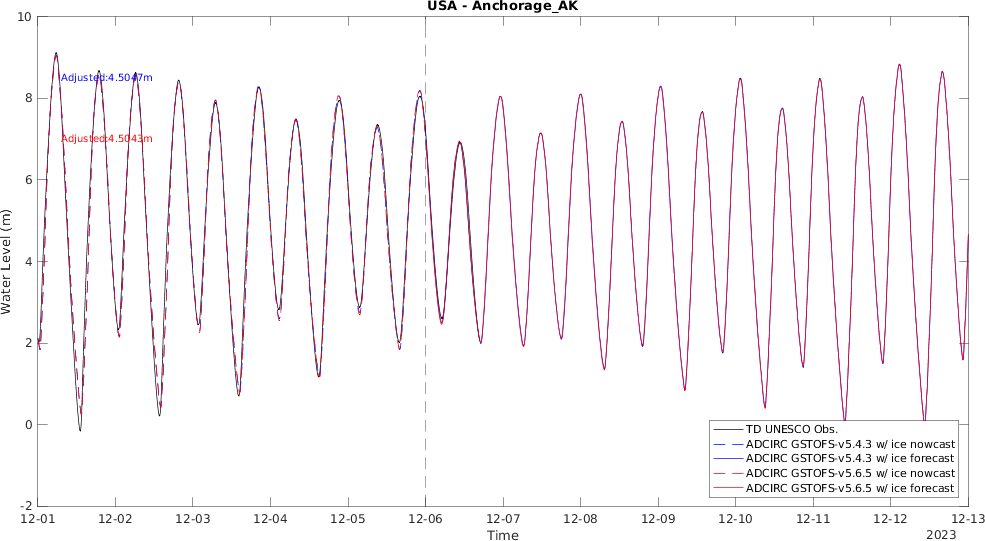 USA - Anchorage_AK
10
8
6
4
2
0
-2
Water Level (m)
Adjusted:4.5047m
Adjusted:4.5043m
TD UNESCO Obs.
ADCIRC GSTOFS-v5.4.3 w/ ice nowcast
ADCIRC GSTOFS-v5.4.3 w/ ice forecast
ADCIRC GSTOFS-v5.6.5 w/ ice nowcast
ADCIRC GSTOFS-v5.6.5 w/ ice forecast
12-01 12-02 12-03 12-04 12-05 12-06 12-07 12-08 12-09 12-10 12-11 12-12 12-13
Time
2023